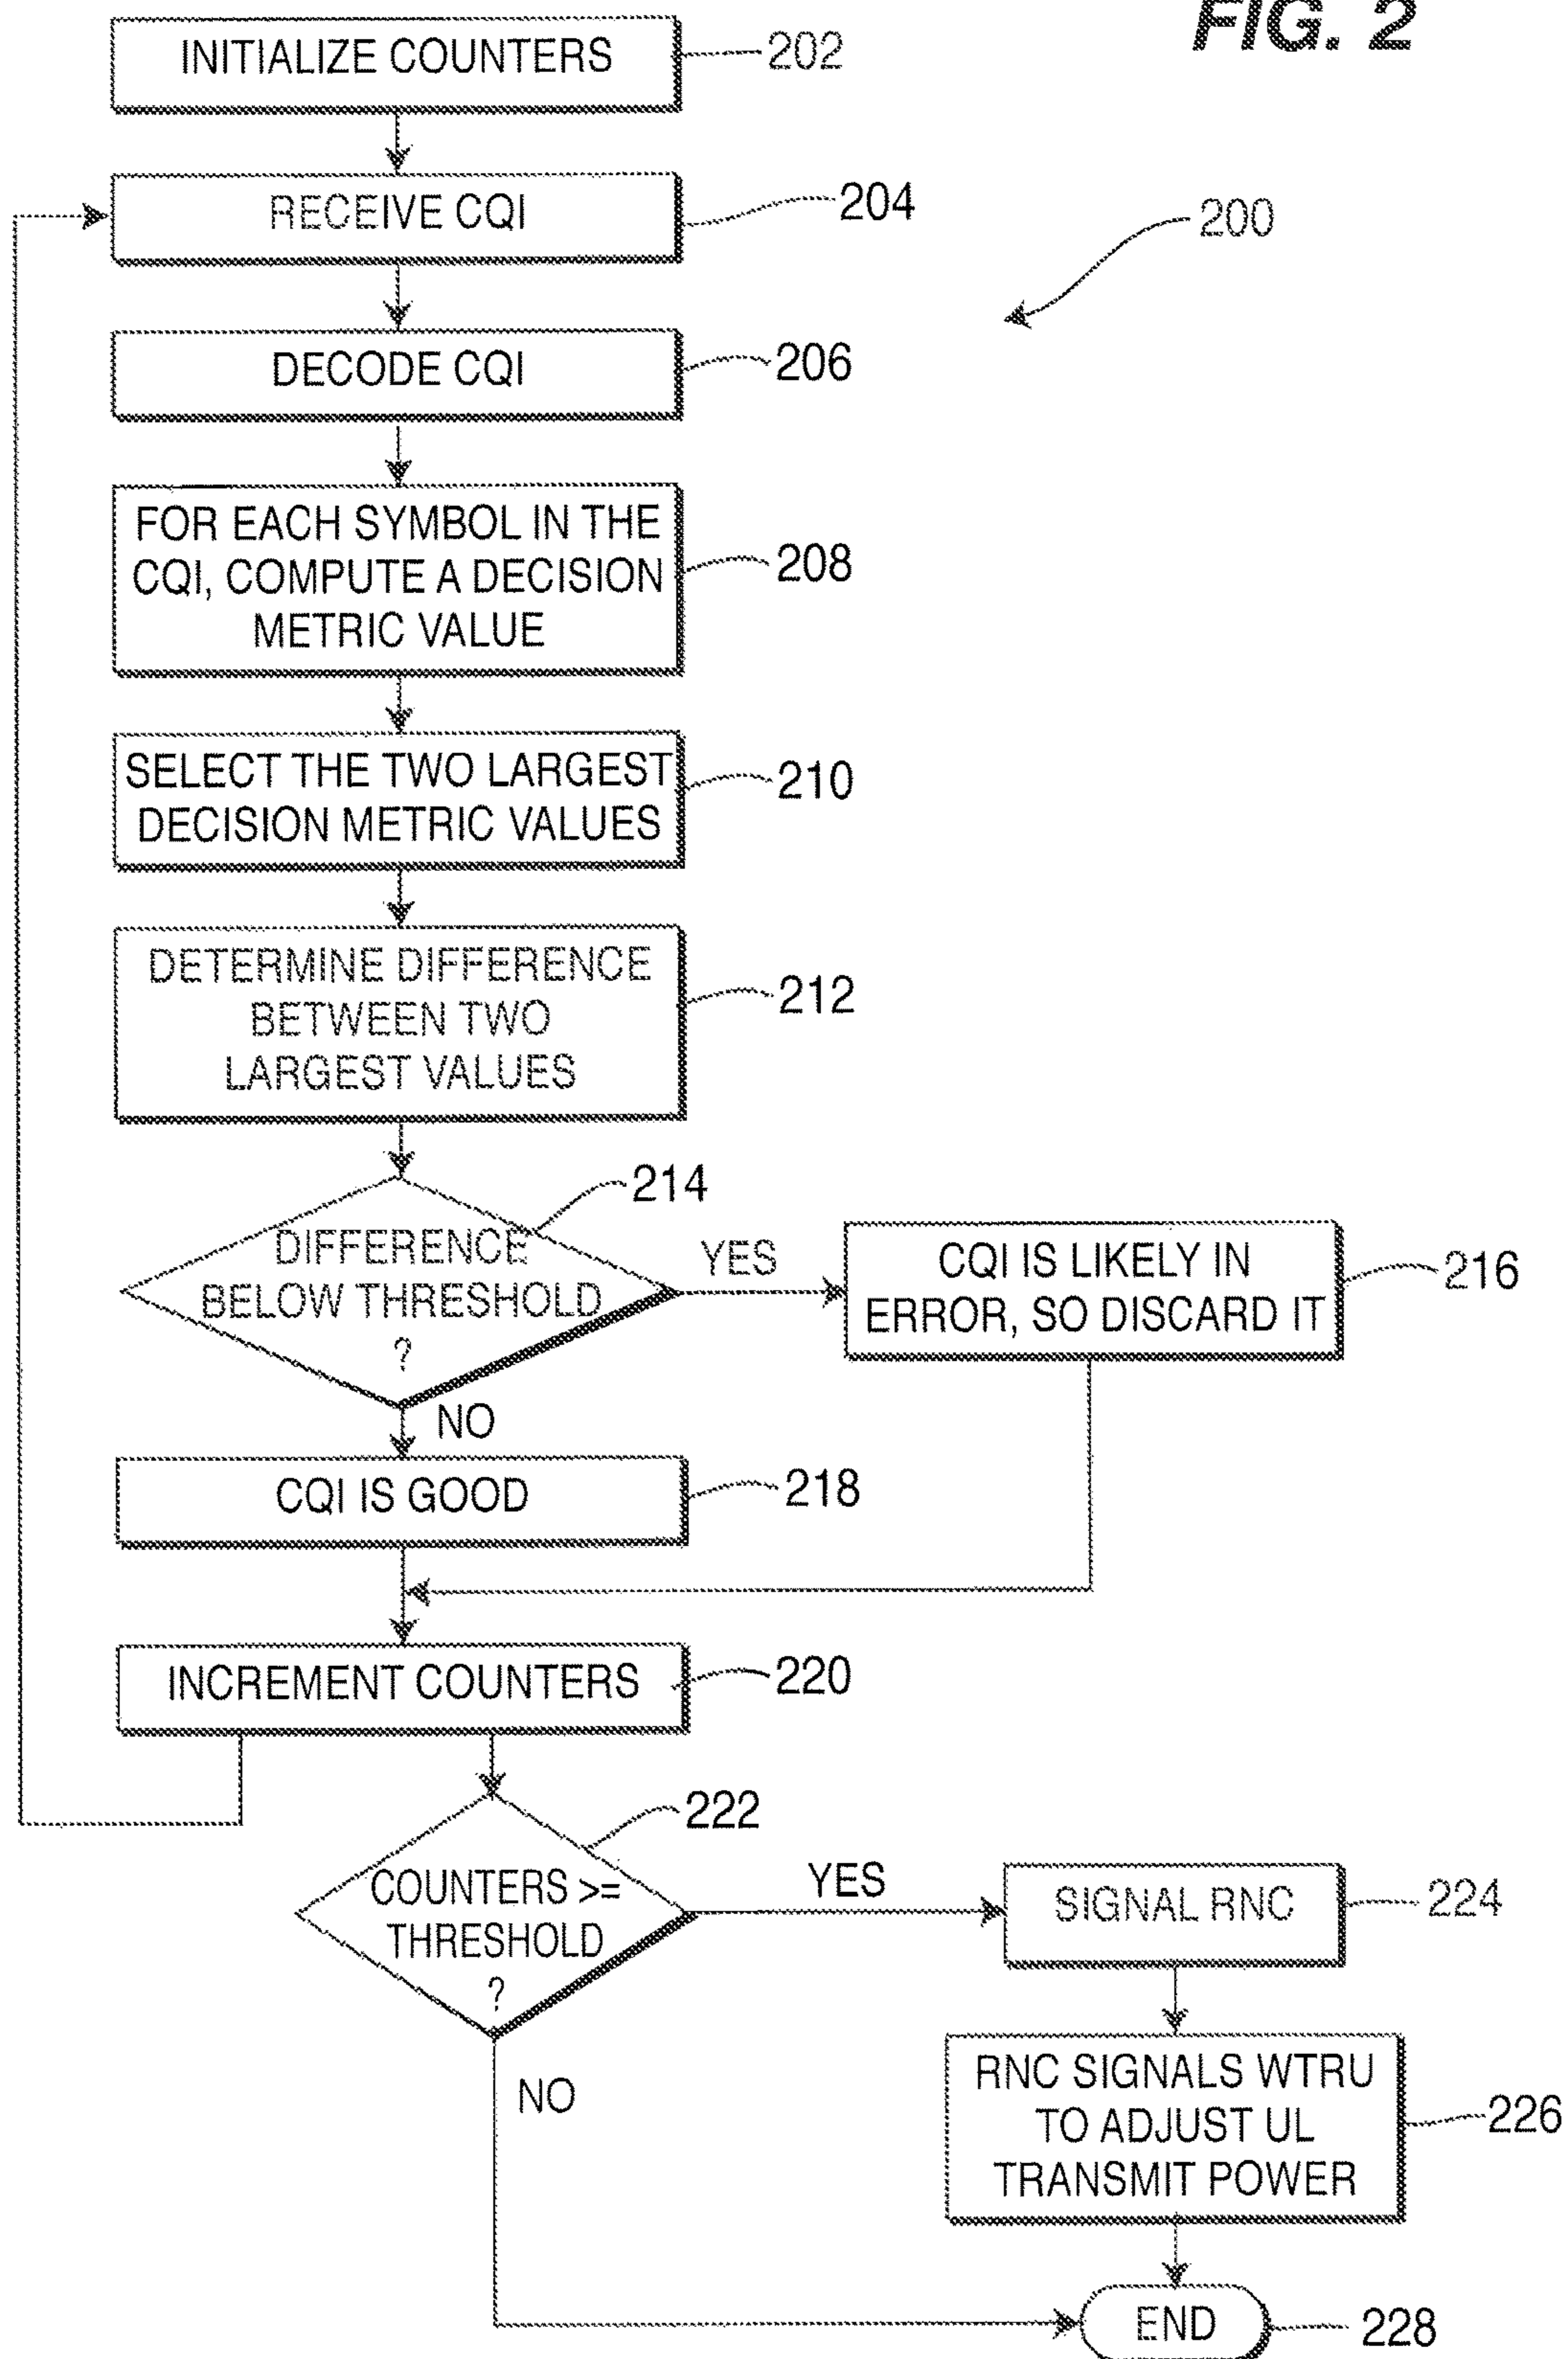 FIG. 2
INITIALIZE COUNTERS
202
RECEIVE CQI
204
200
DECODE CQI
206
FOR EACH SYMBOL IN THE
CQI, COMPUTE A DECISION
METRIC VALUE
208
SELECT THE TWO LARGEST
DECISION METRIC VALUES
210
DETERMINE DIFFERENCE
BETWEEN TWO
LARGEST VALUES
212
214
DIFFERENCE
BELOW THRESHOLD
?
YES
CQI IS LIKELY IN
ERROR, SO DISCARD IT
216
NO
CQI IS GOOD
218
INCREMENT COUNTERS
220
222
COUNTERS >=
THRESHOLD
?
YES
SIGNAL RNC
224
NO
RNC SIGNALS WTRU
TO ADJUST UL
TRANSMIT POWER
226
END
228